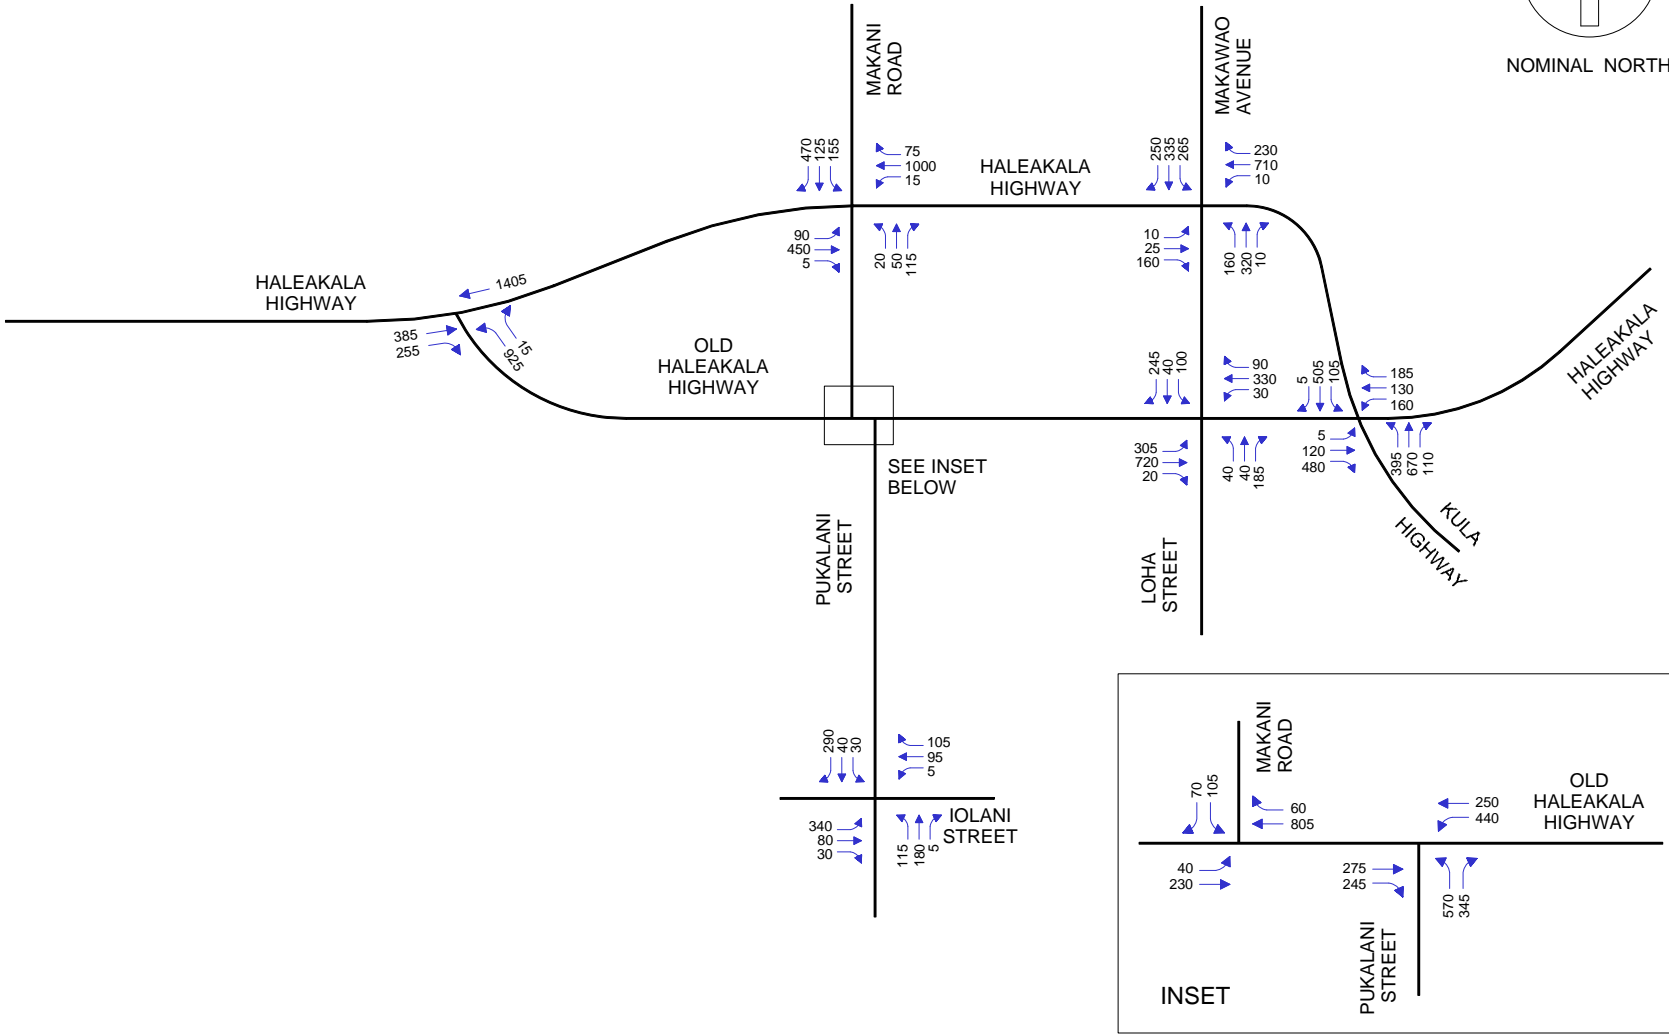 NOMINAL NORTH
MAKANI
ROAD
MAKAWAO
AVENUE
470
125
155
75
1000
15
HALEAKALA
HIGHWAY
250
335
265
230
710
10
90
450
5
20
50
115
10
25
160
160
320
10
HALEAKALA
HIGHWAY
1405
385
255
15
925
OLD
HALEAKALA
HIGHWAY
245
40
100
90
330
30
5
505
105
185
130
160
HALEAKALA
HIGHWAY
305
720
20
40
40
185
5
120
480
395
670
110
SEE INSET
BELOW
KULA
HIGHWAY
PUKALANI
STREET
LOHA
STREET
290
40
30
105
95
5
340
80
30
115
180
5
IOLANI
STREET
MAKANI
ROAD
70
105
60
805
250
440
OLD
HALEAKALA
HIGHWAY
40
230
275
245
570
345
PUKALANI
STREET
INSET